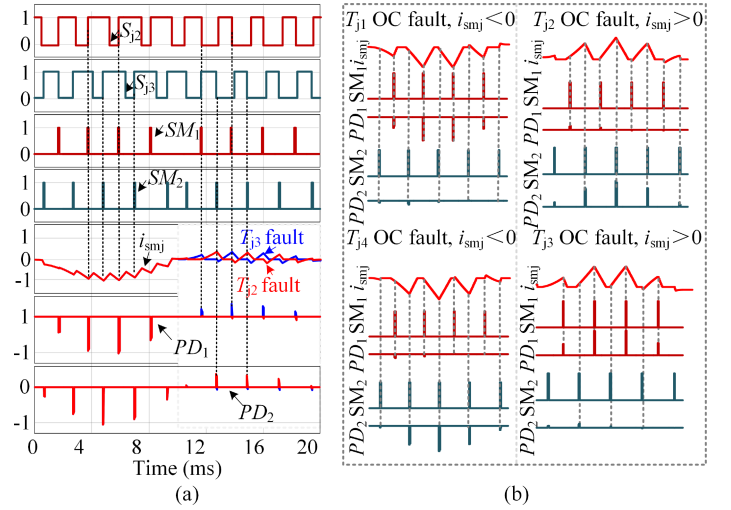 1
S_j2
0
1
S_j3
0
1
SM_1
0
1
SM_2
0
0
i_smj
T_j3 fault
-1
T_j2 fault
1
PD_1
-1
0
PD_2
-1
0 4 8 12 16 20
Time (ms)
(a)
T_j1 OC fault, i_smj<0
PD_2 SM_2 PD_1 SM_1 i_smj
T_j2 OC fault, i_smj>0
PD_2 SM_2 PD_1 SM_1 i_smj
T_j4 OC fault, i_smj<0
PD_2 SM_2 PD_1 SM_1 i_smj
T_j3 OC fault, i_smj>0
PD_2 SM_2 PD_1 SM_1 i_smj
(b)